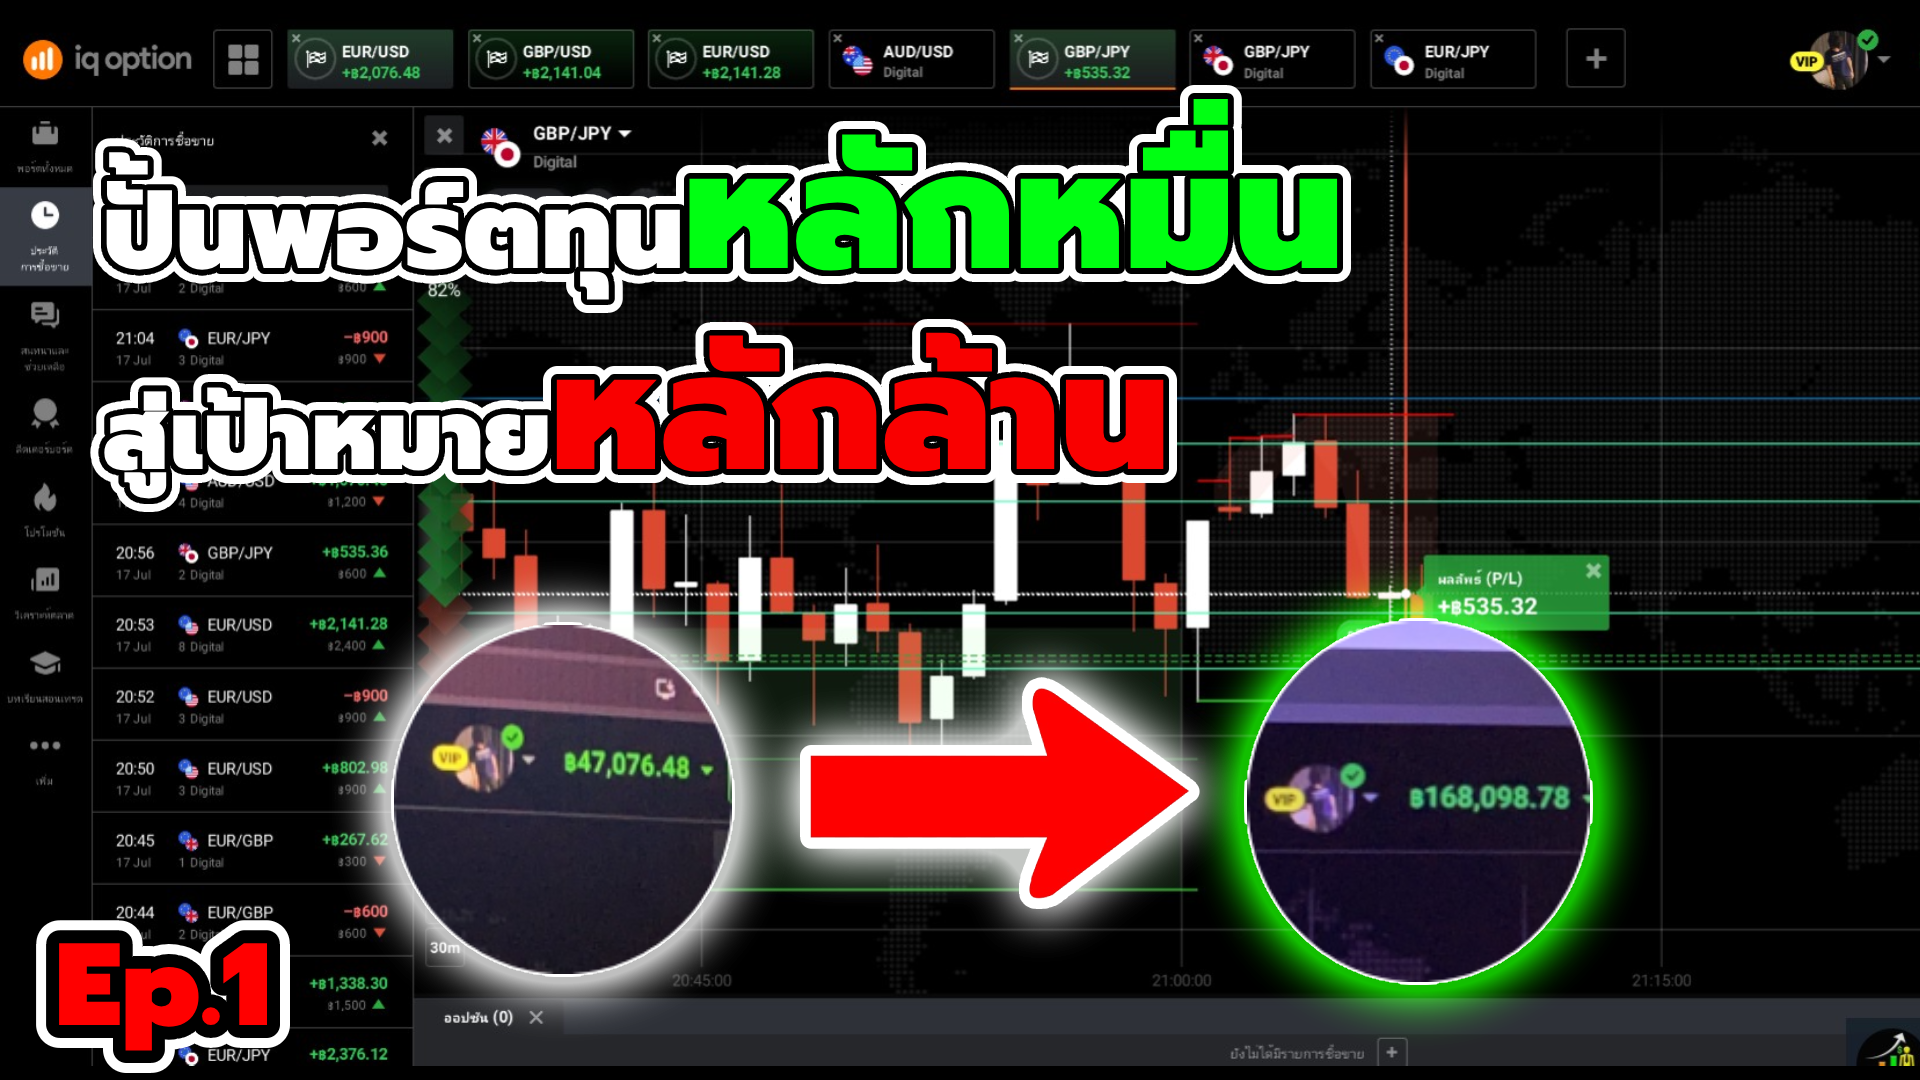 iq option
EUR/USD
+฿2,076.48
GBP/USD
+฿2,141.04
EUR/USD
+฿2,141.28
AUD/USD
Digital
GBP/JPY
+฿535.32
GBP/JPY
Digital
EUR/JPY
Digital
+
VIP
พอร์ตทั้งหมด
ประวัติ
การซื้อขาย
สนทนาและ
ช่วยเหลือ
ลีดเดอร์บอร์ด
โปรโมชัน
วิเคราะห์ตลาด
บทเรียนสอนเทรด
เพิ่ม
วัติการซื้อขาย
GBP/JPY
Digital
ปั้นพอร์ตทุนหลักหมื่น
สู่เป้าหมายหลักล้าน
82%
17 Jul 2 Digital ฿600
21:04 EUR/JPY -฿900
17 Jul 3 Digital ฿900
AUD/USD
4 Digital ฿1,200
20:56 GBP/JPY +฿535.36
17 Jul 2 Digital ฿600
20:53 EUR/USD +฿2,141.28
17 Jul 8 Digital ฿2,400
20:52 EUR/USD -฿900
17 Jul 3 Digital ฿900
20:50 EUR/USD +฿802.98
17 Jul 3 Digital ฿900
20:45 EUR/GBP +฿267.62
17 Jul 1 Digital ฿300
20:44 EUR/GBP -฿600
2 Digital ฿600
+฿1,338.30
฿1,500
EUR/JPY +฿2,376.12
Ep.1
ผลลัพธ์ (P/L)
+฿535.32
VIP ฿47,076.48
VIP ฿168,098.78
30m
20:45:00
21:00:00
21:15:00
ออปชัน (0)
ยังไม่ได้มีรายการซื้อขาย +